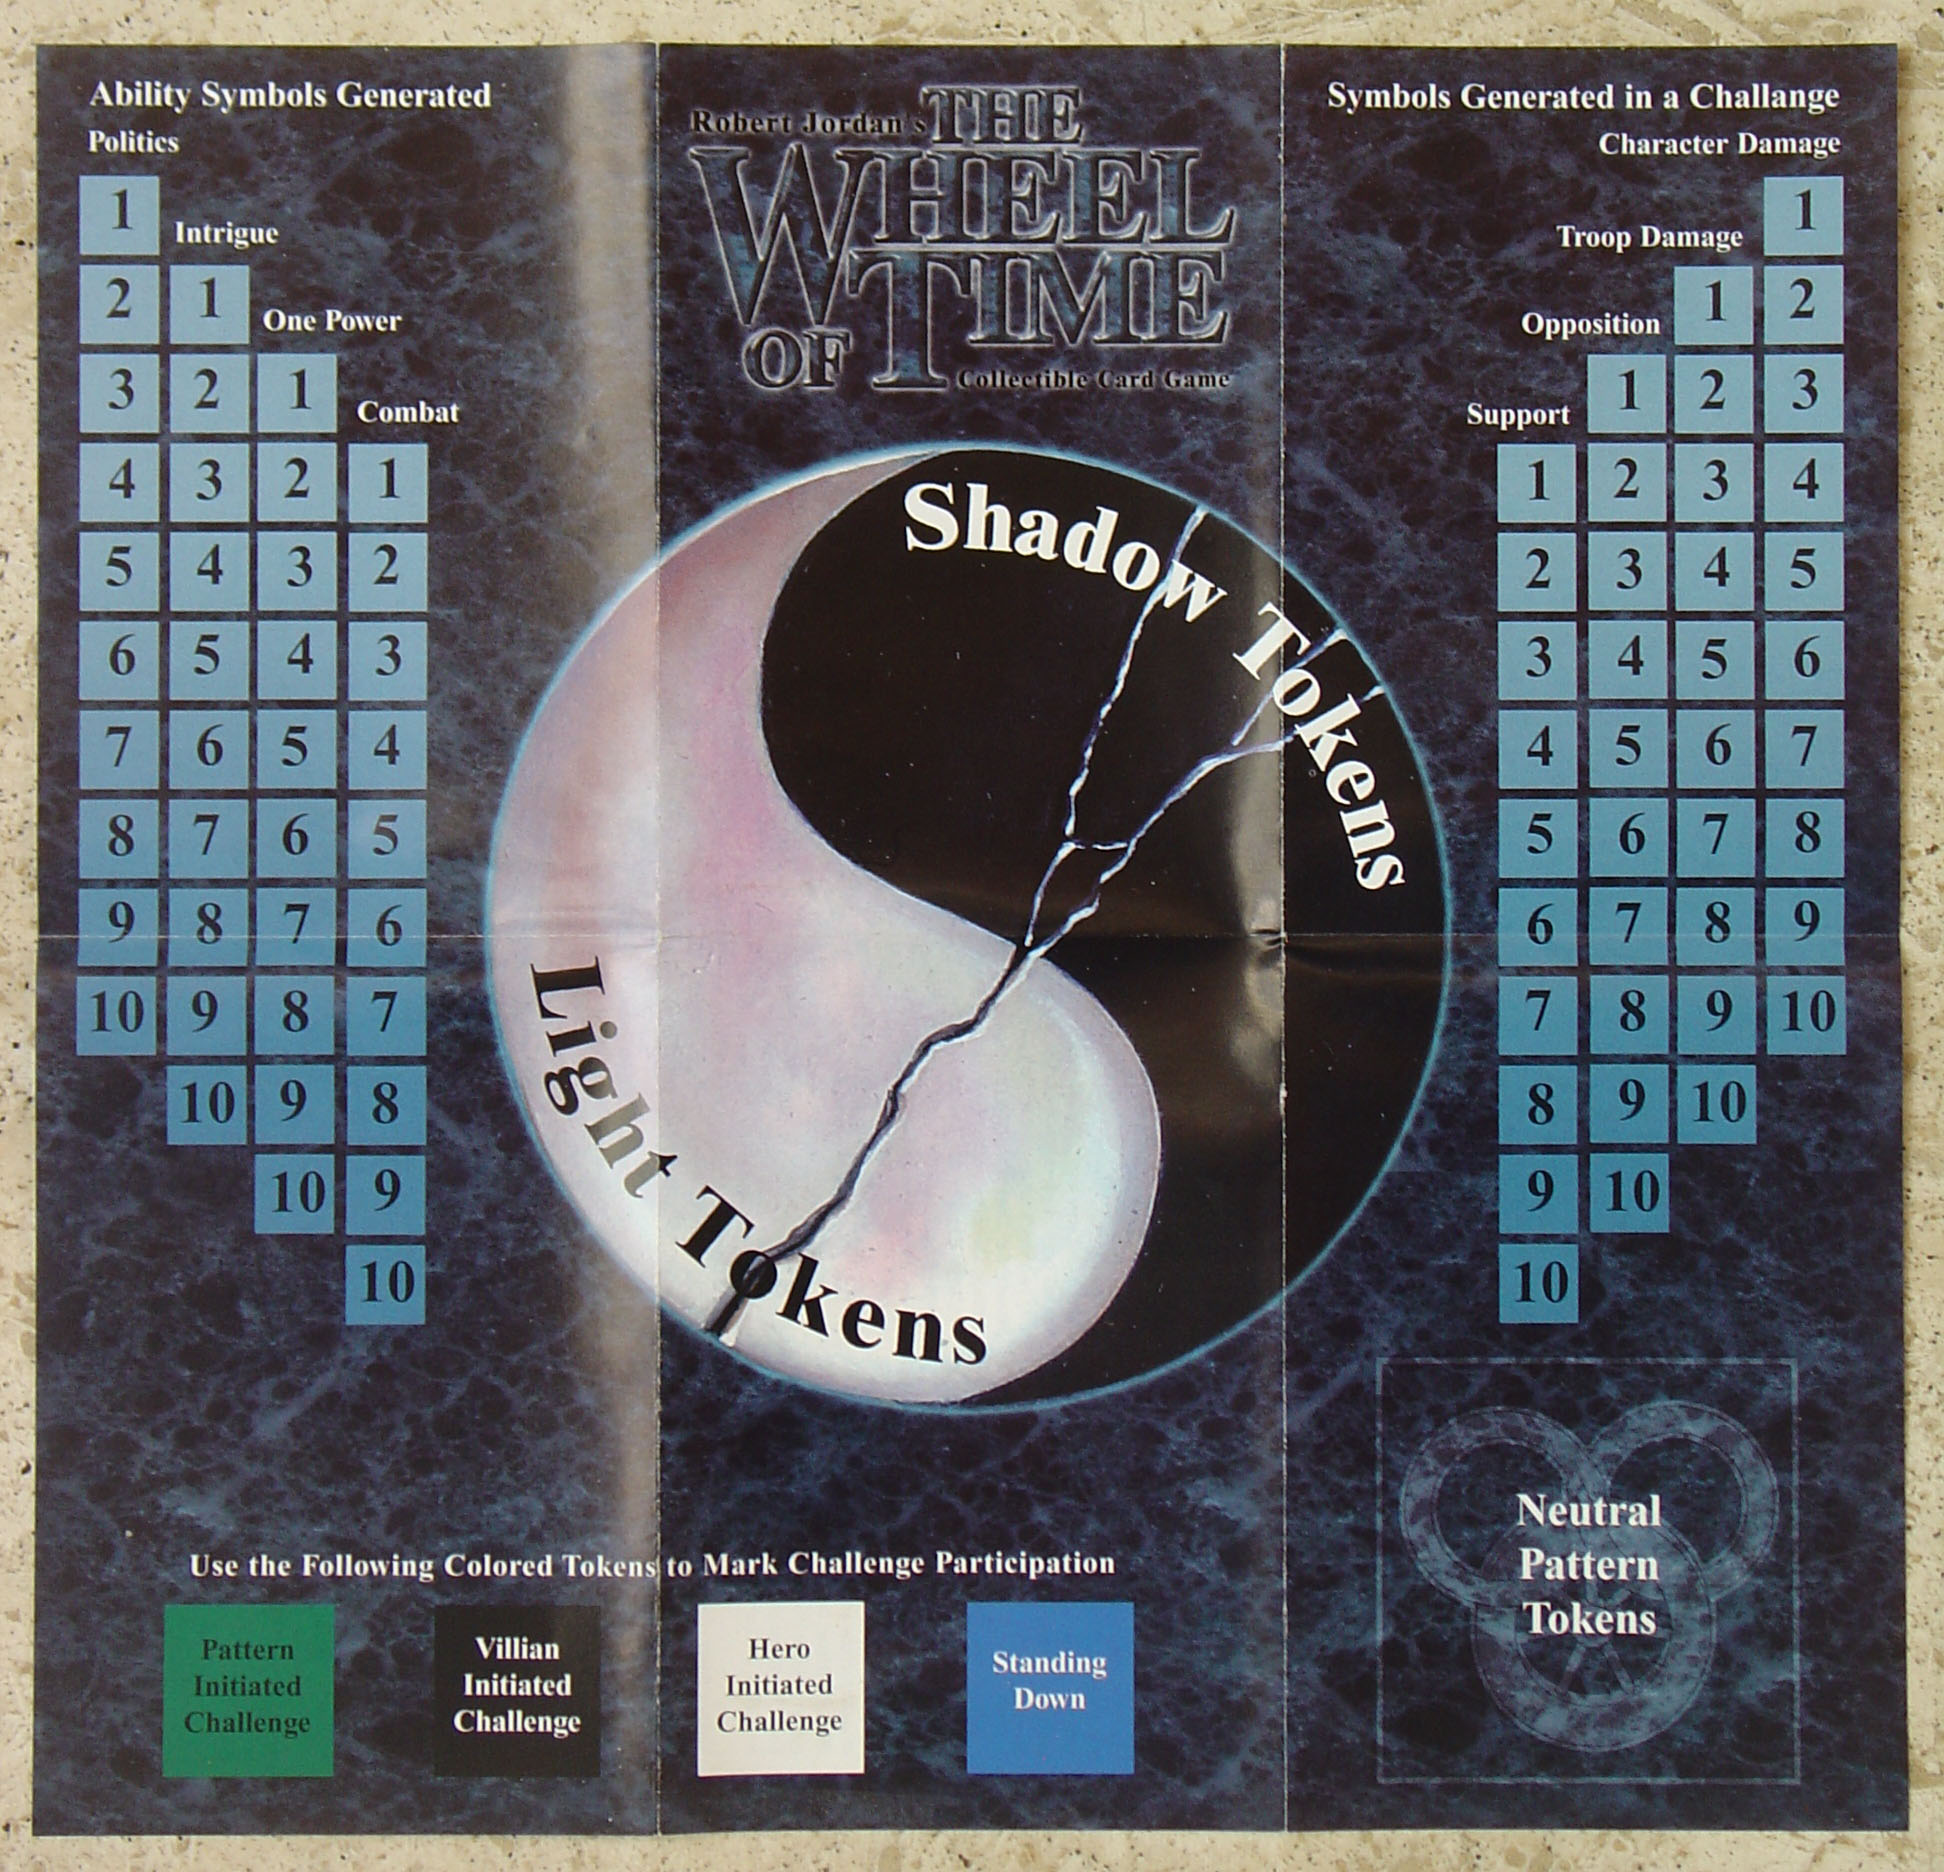 Ability Symbols Generated
Politics
1
Intrigue
2 1
One Power
3 2 1
Combat
4 3 2 1
5 4 3 2
6 5 4 3
7 6 5 4
8 7 6 5
9 8 7 6
10 9 8 7
10 9 8
10 9
10
Robert Jordan's THE
WHEEL
OF TIME
Collectible Card Game
Shadow Tokens
Light Tokens
Symbols Generated in a Challange
Character Damage
1
Troop Damage
1 2
Opposition
1 2 3
Support
1 2 3 4
2 3 4 5
3 4 5 6
4 5 6 7
5 6 7 8
6 7 8 9
7 8 9 10
8 9 10
9 10
10
Use the Following Colored Tokens to Mark Challenge Participation
Pattern
Initiated
Challenge
Villian
Initiated
Challenge
Hero
Initiated
Challenge
Standing
Down
Neutral
Pattern
Tokens